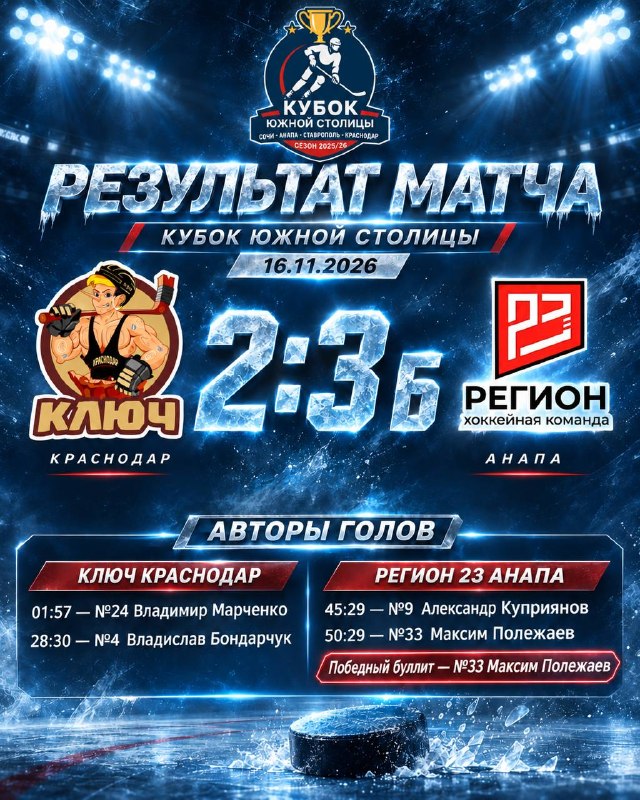 КУБОК
ЮЖНОЙ СТОЛИЦЫ
СОЧИ • АНАПА • СТАВРОПОЛЬ • КРАСНОДАР
СЕЗОН 2025/26
РЕЗУЛЬТАТ МАТЧА
КУБОК ЮЖНОЙ СТОЛИЦЫ
16.11.2026
КРАСНОДАР
КЛЮЧ
КРАСНОДАР
2:3 Б
РЕГИОН
хоккейная команда
АНАПА
АВТОРЫ ГОЛОВ
КЛЮЧ КРАСНОДАР
01:57 — №24 Владимир Марченко
28:30 — №4 Владислав Бондарчук
РЕГИОН 23 АНАПА
45:29 — №9 Александр Куприянов
50:29 — №33 Максим Полежаев
Победный буллит — №33 Максим Полежаев